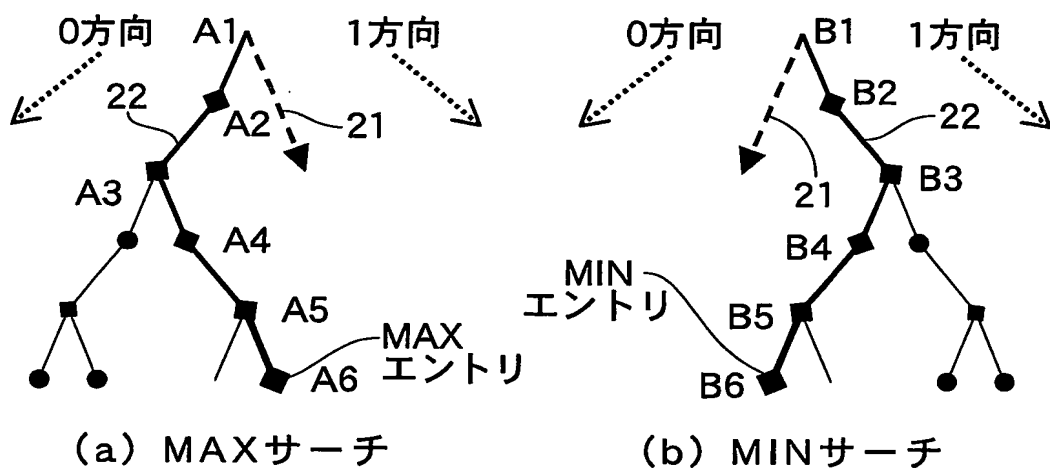 0方向
A1
1方向
22
A2
21
A3
A4
A5
MAX
エントリ
A6
(a) MAXサーチ
0方向
B1
1方向
B2
22
21
B3
B4
MIN
エントリ
B5
B6
(b) MINサーチ